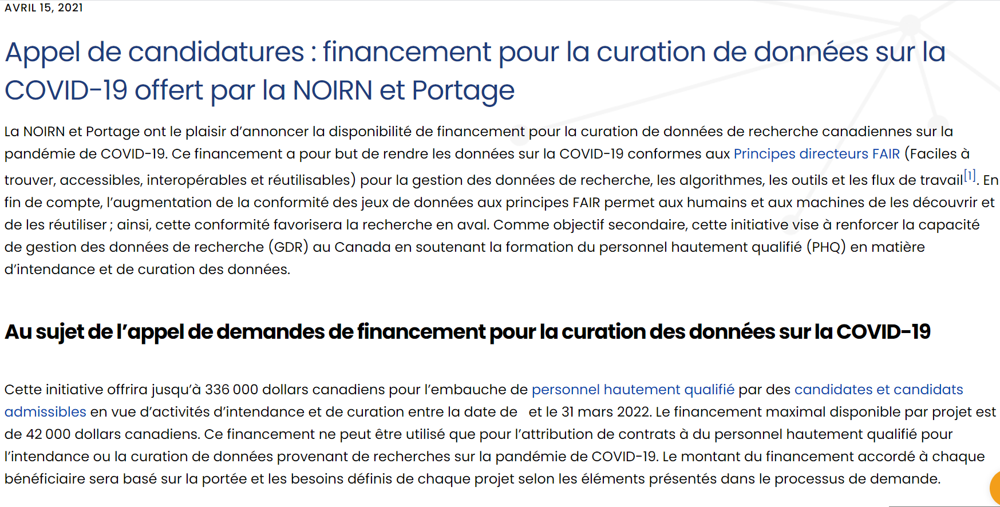 AVRIL 15, 2021
Appel de candidatures : financement pour la curation de données sur la
COVID-19 offert par la NOIRN et Portage
La NOIRN et Portage ont le plaisir d’annoncer la disponibilité de financement pour la curation de données de recherche canadiennes sur la
pandémie de COVID-19. Ce financement a pour but de rendre les données sur la COVID-19 conformes aux Principes directeurs FAIR (Faciles à
trouver, accessibles, interopérables et réutilisables) pour la gestion des données de recherche, les algorithmes, les outils et les flux de travail[1]. En
fin de compte, l’augmentation de la conformité des jeux de données aux principes FAIR permet aux humains et aux machines de les découvrir et
de les réutiliser ; ainsi, cette conformité favorisera la recherche en aval. Comme objectif secondaire, cette initiative vise à renforcer la capacité
de gestion des données de recherche (GDR) au Canada en soutenant la formation du personnel hautement qualifié (PHQ) en matière
d’intendance et de curation des données.
Au sujet de l’appel de demandes de financement pour la curation des données sur la COVID-19
Cette initiative offrira jusqu’à 336 000 dollars canadiens pour l’embauche de personnel hautement qualifié par des candidates et candidats
admissibles en vue d’activités d’intendance et de curation entre la date de et le 31 mars 2022. Le financement maximal disponible par projet est
de 42 000 dollars canadiens. Ce financement ne peut être utilisé que pour l’attribution de contrats à du personnel hautement qualifié pour
l’intendance ou la curation de données provenant de recherches sur la pandémie de COVID-19. Le montant du financement accordé à chaque
bénéficiaire sera basé sur la portée et les besoins définis de chaque projet selon les éléments présentés dans le processus de demande.